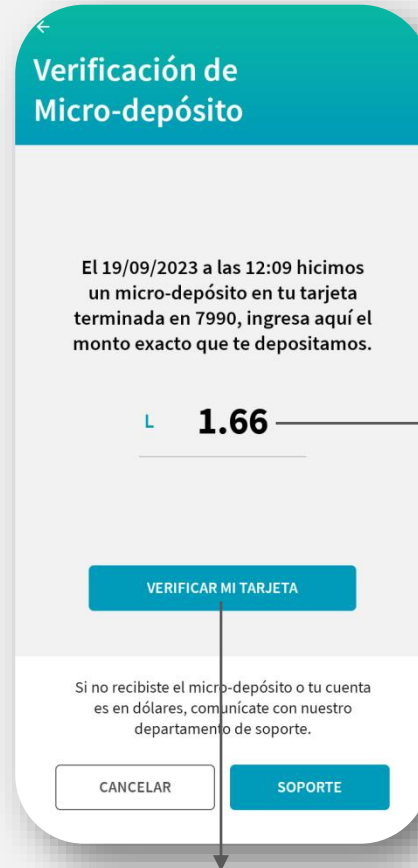 Verificación de
Micro-depósito
El 19/09/2023 a las 12:09 hicimos
un micro-depósito en tu tarjeta
terminada en 7990, ingresa aquí el
monto exacto que te depositamos.
L 1.66
VERIFICAR MI TARJETA
Si no recibiste el micro-depósito o tu cuenta
es en dólares, comunícate con nuestro
departamento de soporte.
CANCELAR SOPORTE